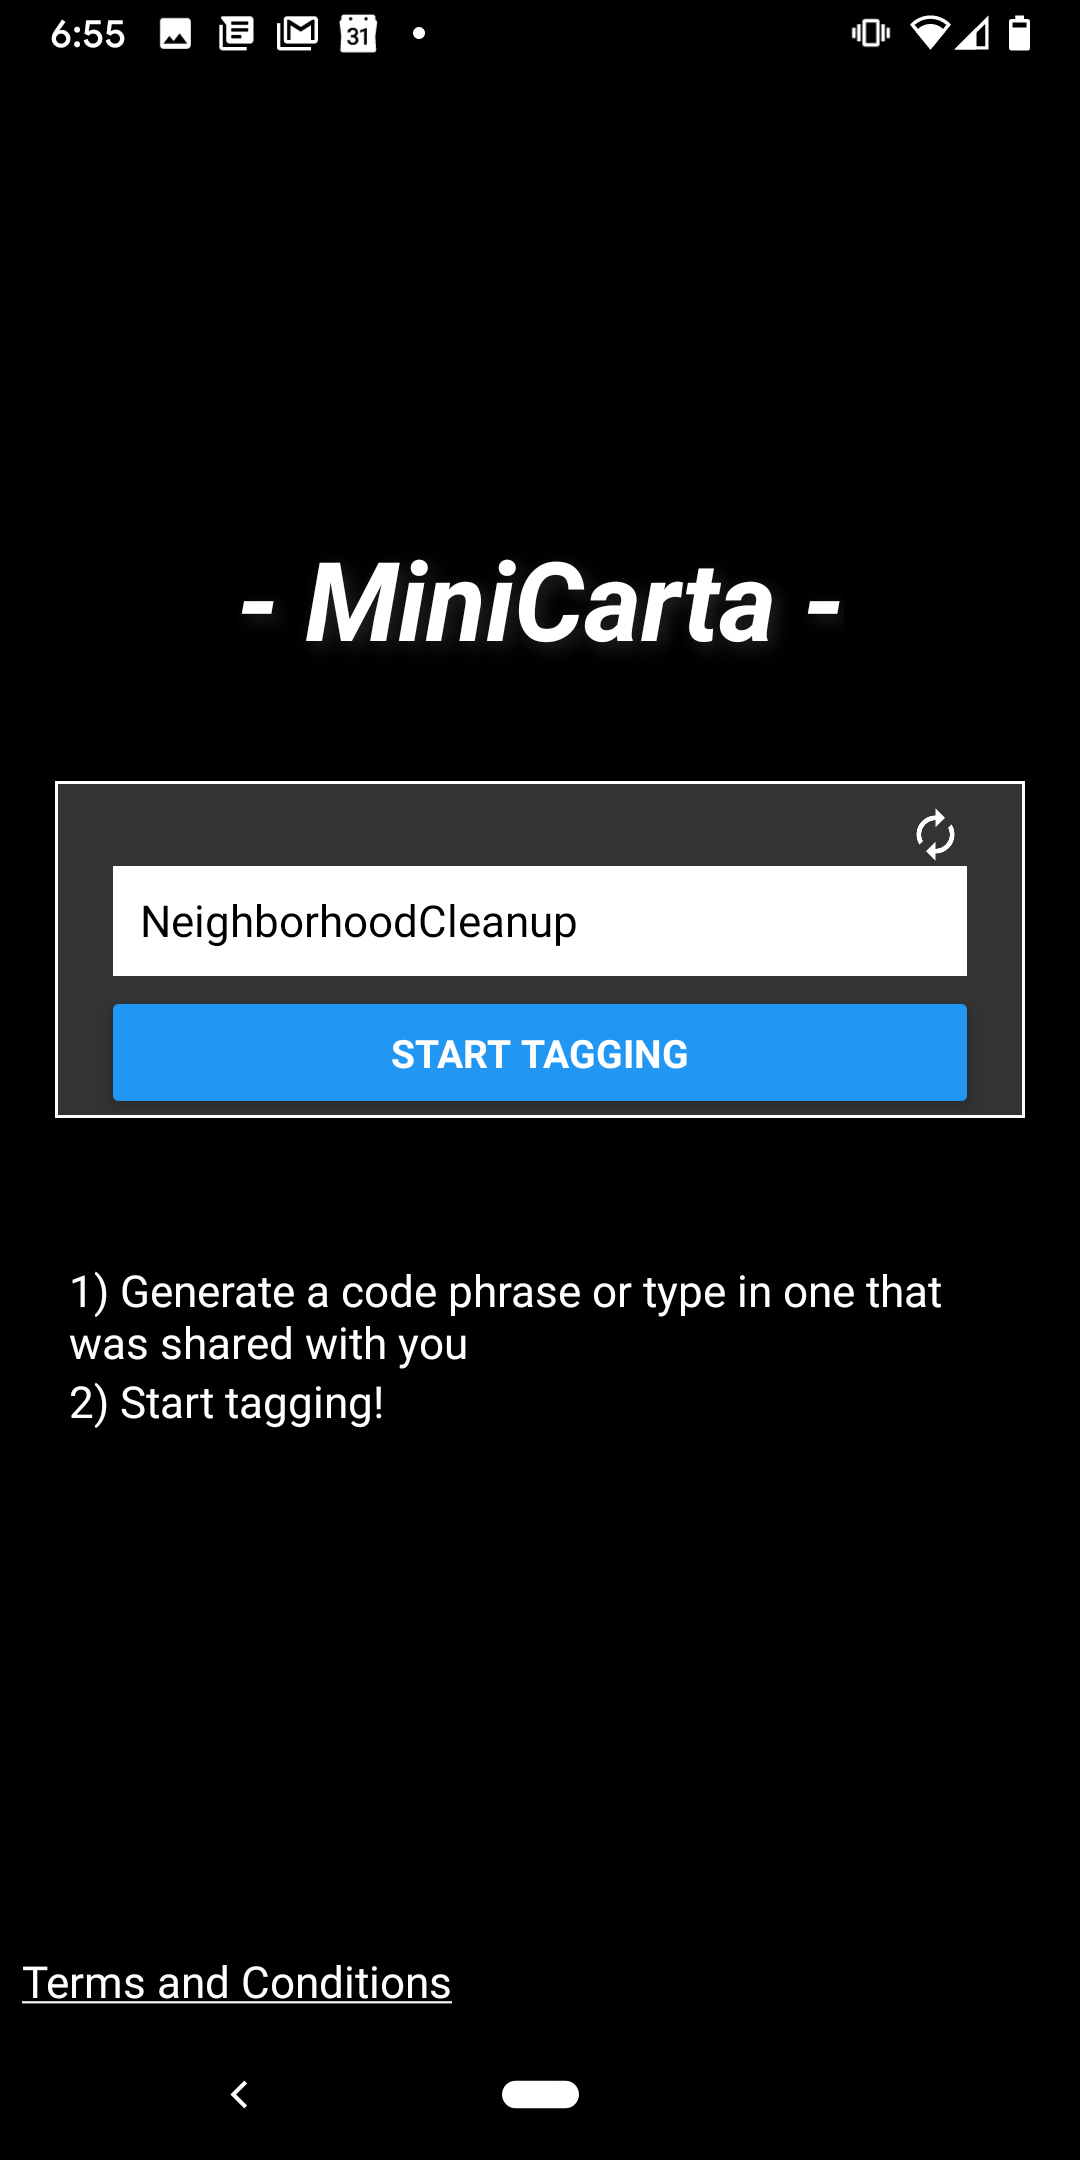 6:55
31
- MiniCarta -
NeighborhoodCleanup
START TAGGING
1) Generate a code phrase or type in one that
was shared with you
2) Start tagging!
Terms and Conditions